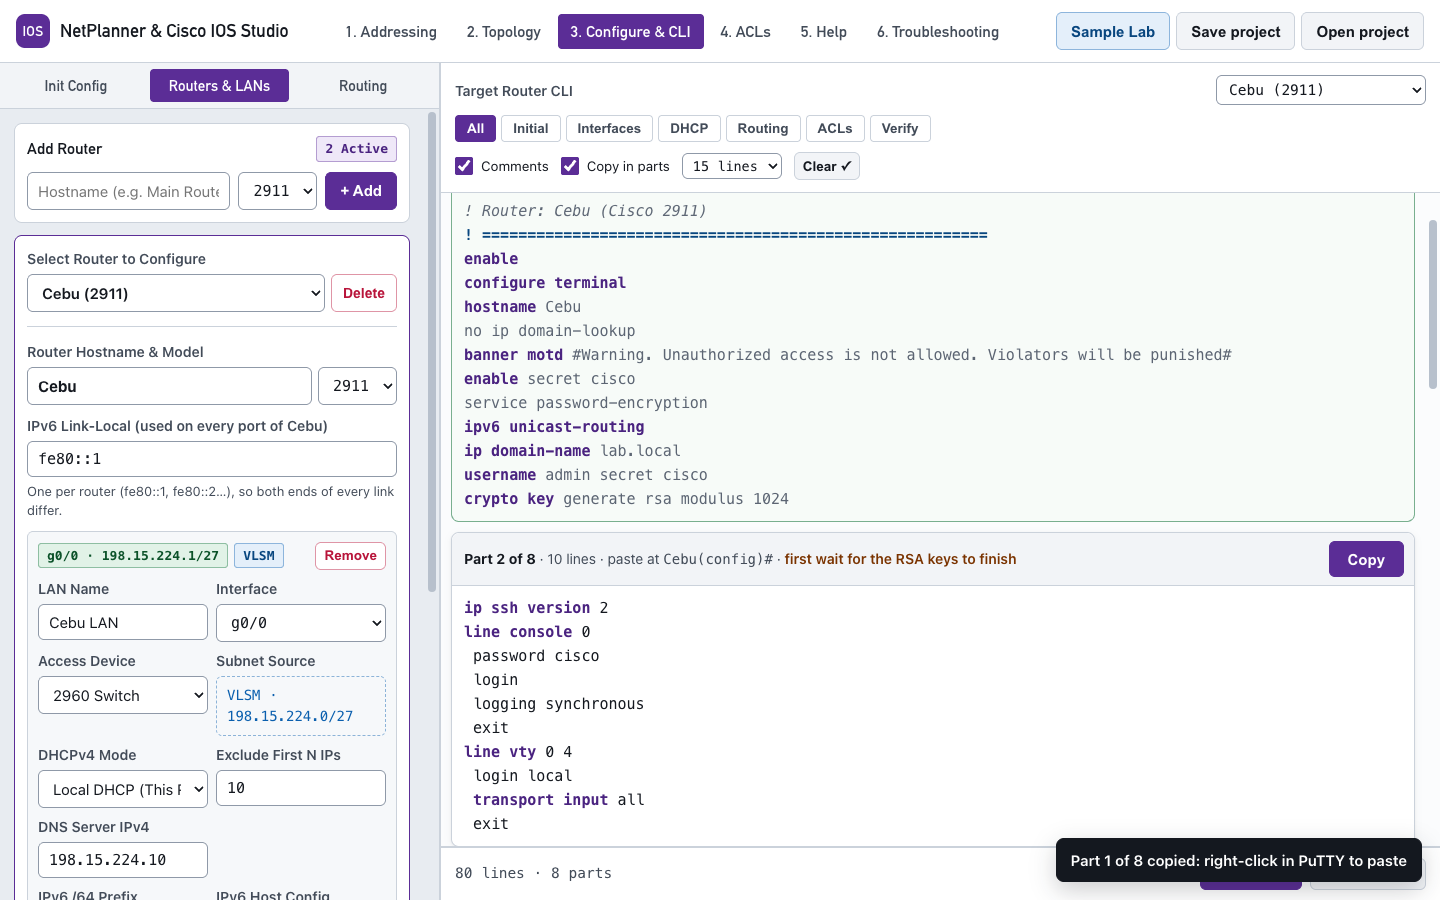 IOS NetPlanner & Cisco IOS Studio
1. Addressing
2. Topology
3. Configure & CLI
4. ACLs
5. Help
6. Troubleshooting
Sample Lab
Save project
Open project
Init Config
Routers & LANs
Routing
Add Router
2 Active
Hostname (e.g. Main Route
2911
+ Add
Select Router to Configure
Cebu (2911)
Delete
Router Hostname & Model
Cebu
2911
IPv6 Link-Local (used on every port of Cebu)
fe80::1
One per router (fe80::1, fe80::2…), so both ends of every link
differ.
g0/0 · 198.15.224.1/27
VLSM
Remove
LAN Name
Interface
Cebu LAN
g0/0
Access Device
Subnet Source
2960 Switch
VLSM ·
198.15.224.0/27
DHCPv4 Mode
Exclude First N IPs
Local DHCP (This F
10
DNS Server IPv4
198.15.224.10
IPv6 /64 Prefix
IPv6 Host Config
Target Router CLI
Cebu (2911)
All
Initial
Interfaces
DHCP
Routing
ACLs
Verify
Comments
Copy in parts
15 lines
Clear ✓
! Router: Cebu (Cisco 2911)
! ========================================================
enable
configure terminal
hostname Cebu
no ip domain-lookup
banner motd #Warning. Unauthorized access is not allowed. Violators will be punished#
enable secret cisco
service password-encryption
ipv6 unicast-routing
ip domain-name lab.local
username admin secret cisco
crypto key generate rsa modulus 1024
Part 2 of 8 · 10 lines · paste at Cebu(config)# · first wait for the RSA keys to finish
Copy
ip ssh version 2
line console 0
password cisco
login
logging synchronous
exit
line vty 0 4
login local
transport input all
exit
80 lines · 8 parts
Part 1 of 8 copied: right-click in PuTTY to paste